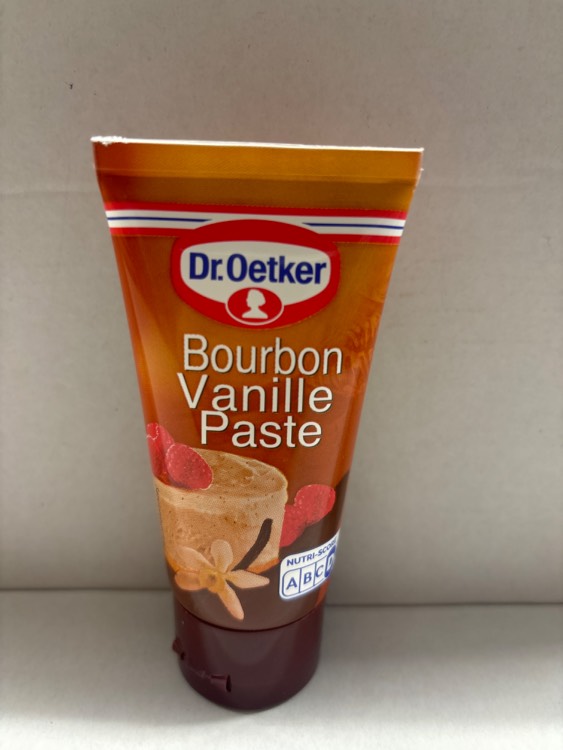 Dr.Oetker
Bourbon
Vanille
Paste
NUTRI-SCORE
A B C D